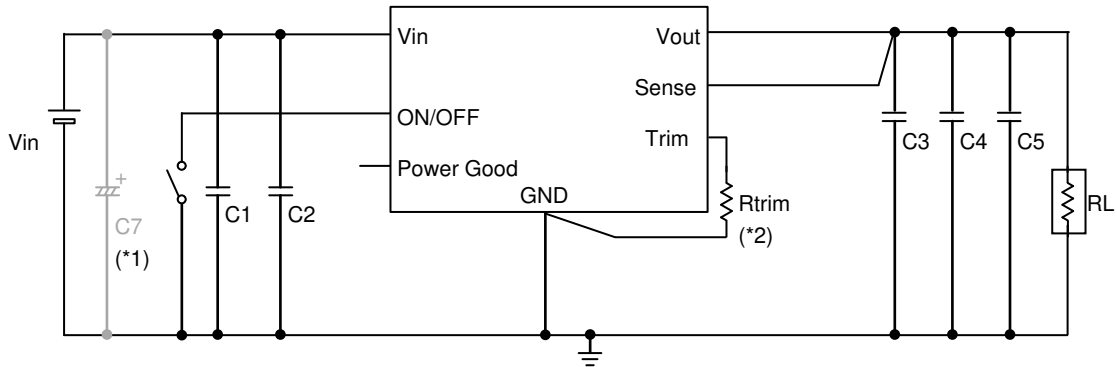 Vin
Vout
Sense
ON/OFF
Vin
Trim
C3
C4
C5
Power Good
GND
C7
+
(*1)
C1
C2
Rtrim
(*2)
RL